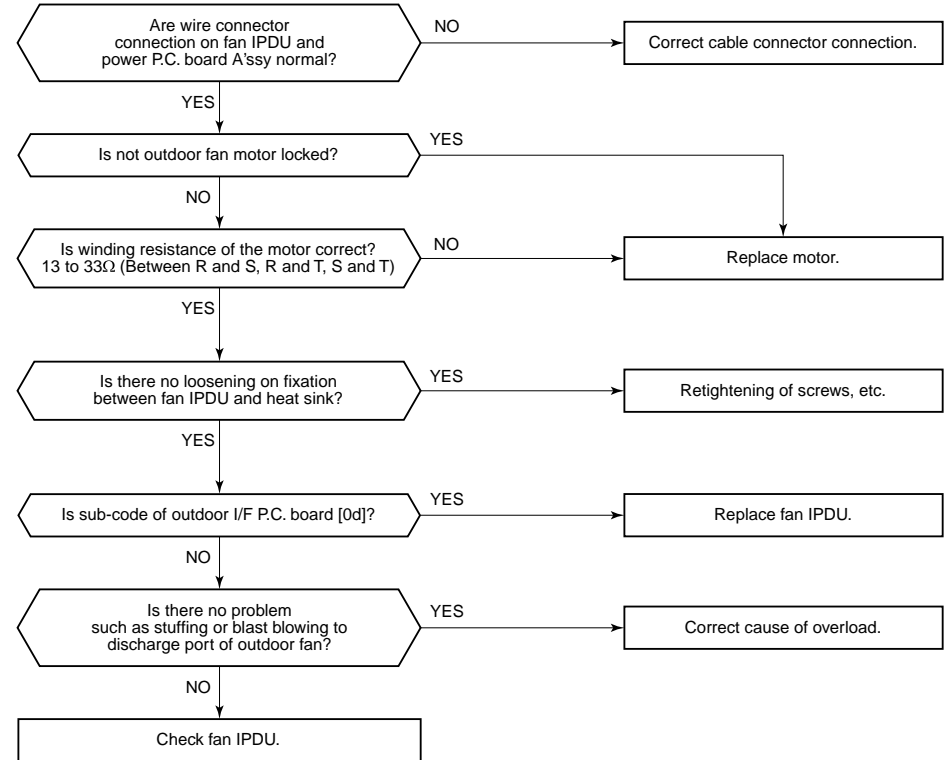 Are wire connector
connection on fan IPDU and
power P.C. board A'ssy normal?
NO
Correct cable connector connection.
YES
Is not outdoor fan motor locked?
YES
NO
Is winding resistance of the motor correct?
13 to 33Ω (Between R and S, R and T, S and T)
NO
Replace motor.
YES
Is there no loosening on fixation
between fan IPDU and heat sink?
YES
Retightening of screws, etc.
YES
Is sub-code of outdoor I/F P.C. board [0d]?
YES
Replace fan IPDU.
NO
Is there no problem
such as stuffing or blast blowing to
discharge port of outdoor fan?
YES
Correct cause of overload.
NO
Check fan IPDU.